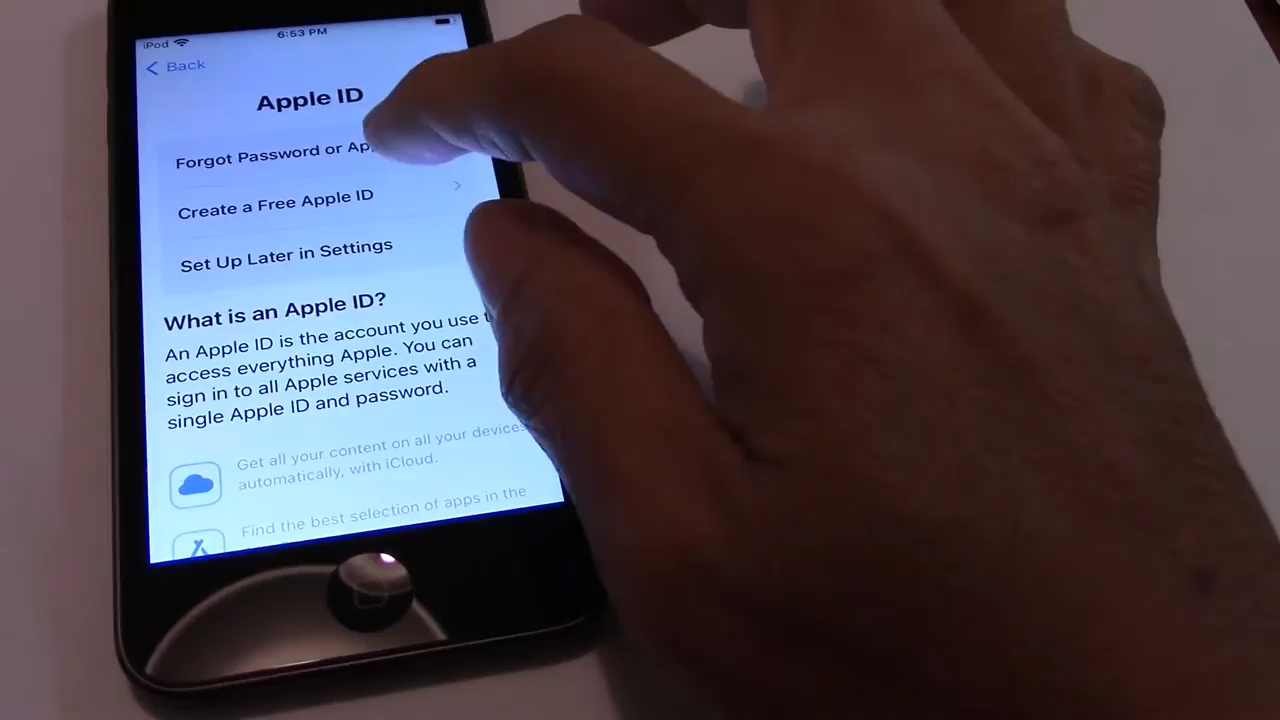 iPod 6:53 PM
Back
Apple ID
Forgot Password or
Create a Free Apple ID
Set Up Later in Settings
What is an Apple ID?
An Apple ID is the account you use
access everything Apple. You can
sign in to all Apple services with a
single Apple ID and password.
Get all your content on all your devices
automatically, with iCloud.
Find the best selection of apps in the